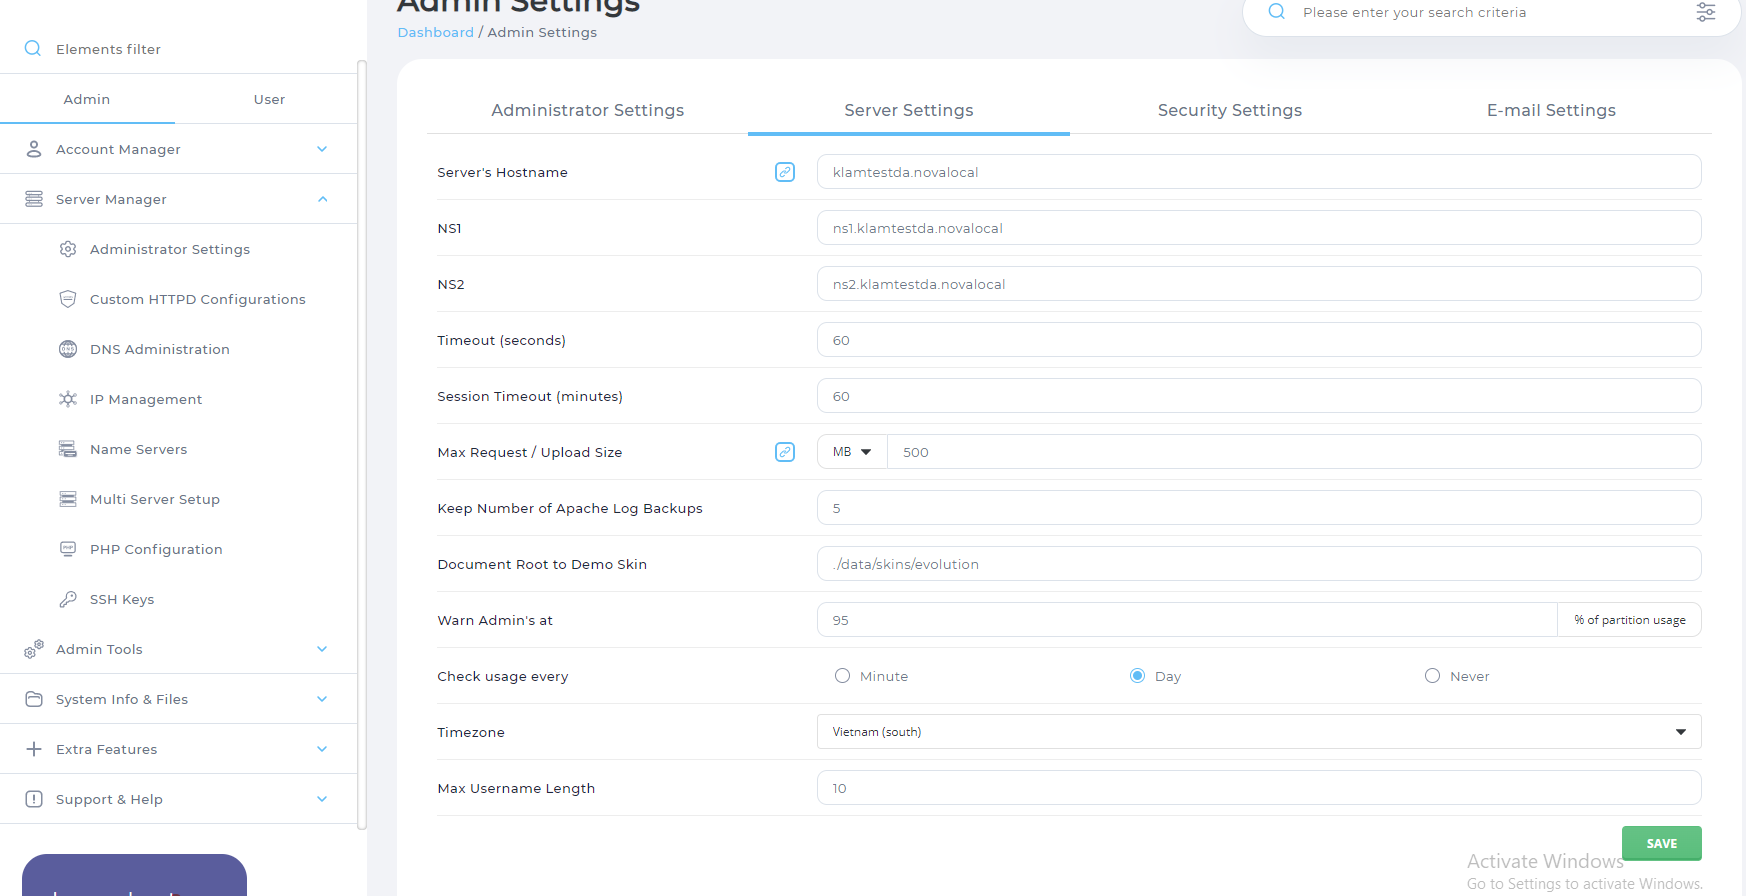 Admin Settings
Dashboard / Admin Settings
Please enter your search criteria
Elements filter
Admin
User
Account Manager
Server Manager
Administrator Settings
Custom HTTPD Configurations
DNS Administration
IP Management
Name Servers
Multi Server Setup
PHP Configuration
SSH Keys
Admin Tools
System Info & Files
Extra Features
Support & Help
Administrator Settings
Server Settings
Security Settings
E-mail Settings
Server's Hostname
klamtestda.novalocal
NS1
ns1.klamtestda.novalocal
NS2
ns2.klamtestda.novalocal
Timeout (seconds)
60
Session Timeout (minutes)
60
Max Request / Upload Size
MB
500
Keep Number of Apache Log Backups
5
Document Root to Demo Skin
./data/skins/evolution
Warn Admin's at
95
% of partition usage
Check usage every
Minute
Day
Never
Timezone
Vietnam (south)
Max Username Length
10
SAVE
Activate Windows
Go to Settings to activate Windows.